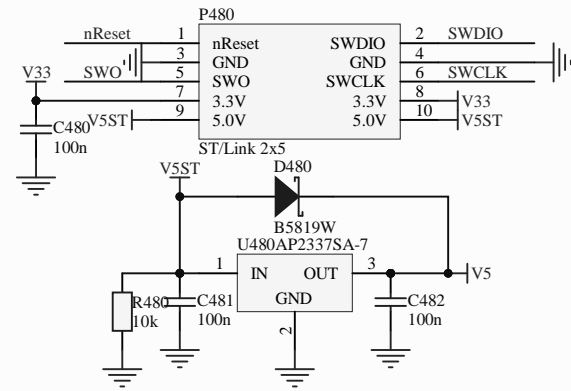 P480
nReset 1 nReset SWDIO 2 SWDIO
3 GND GND 4
V33 SWO 5 SWO SWCLK 6 SWCLK
7 3.3V 3.3V 8 V33
C480 V5ST 9 5.0V 5.0V 10 V5ST
100n
ST/Link 2x5
V5ST D480
B5819W
U480AP2337SA-7
1 IN OUT 3 V5
GND
R480 C481 C482
10k 100n 2 100n